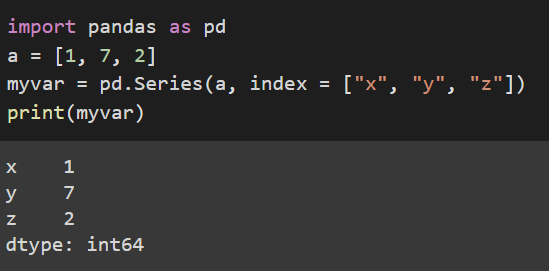 import pandas as pd
a = [1, 7, 2]
myvar = pd.Series(a, index = ["x", "y", "z"])
print(myvar)
x    1
y    7
z    2
dtype: int64